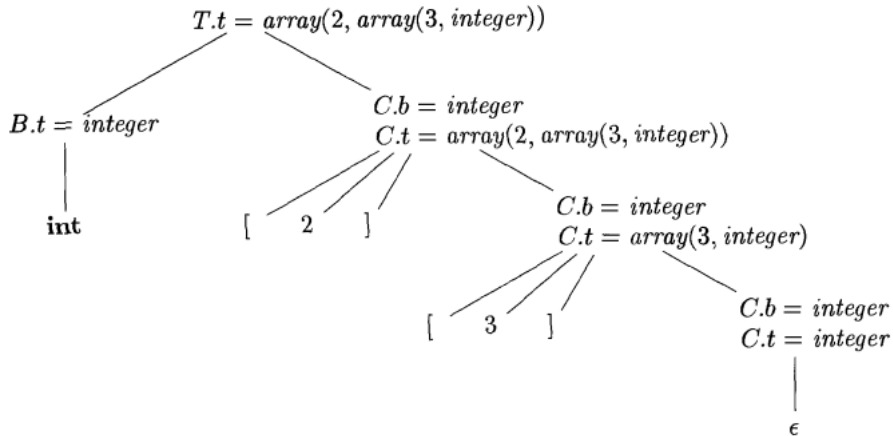 T.t = array(2, array(3, integer))
B.t = integer
C.b = integer
C.t = array(2, array(3, integer))
int
[ 2 ]
C.b = integer
C.t = array(3, integer)
[ 3 ]
C.b = integer
C.t = integer
ϵ